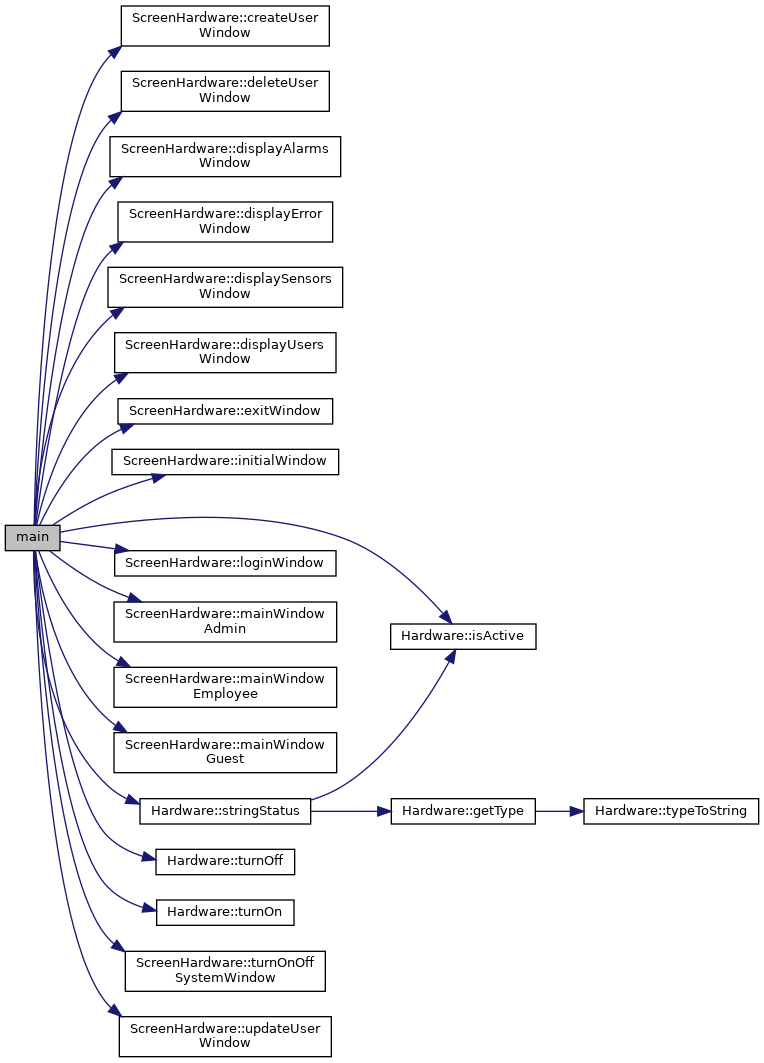 ScreenHardware::createUser
Window
ScreenHardware::deleteUser
Window
ScreenHardware::displayAlarms
Window
ScreenHardware::displayError
Window
ScreenHardware::displaySensors
Window
ScreenHardware::displayUsers
Window
ScreenHardware::exitWindow
ScreenHardware::initialWindow
main
ScreenHardware::loginWindow
ScreenHardware::mainWindow
Admin
Hardware::isActive
ScreenHardware::mainWindow
Employee
ScreenHardware::mainWindow
Guest
Hardware::stringStatus
Hardware::getType
Hardware::typeToString
Hardware::turnOff
Hardware::turnOn
ScreenHardware::turnOnOff
SystemWindow
ScreenHardware::updateUser
Window